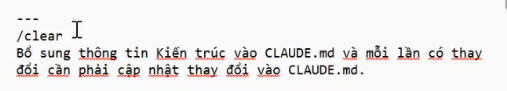 ---
/clear
Bổ sung thông tin Kiến trúc vào CLAUDE.md và mỗi lần có thay
đổi cần phải cập nhật thay đổi vào CLAUDE.md.